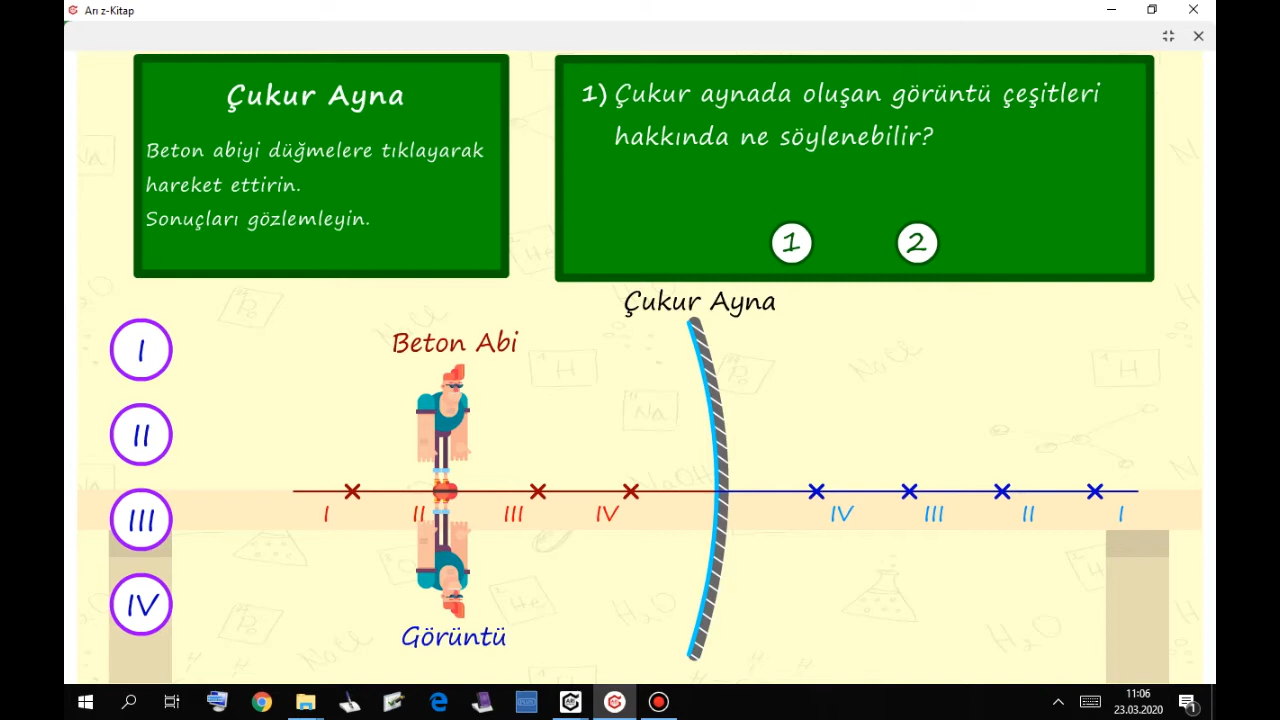 Arı z-Kitap
Çukur Ayna
Beton abiyi düğmelere tıklayarak
hareket ettirin.
Sonuçları gözlemleyin.
1) Çukur aynada oluşan görüntü çeşitleri
hakkında ne söylenebilir?
1 2
Çukur Ayna
Beton Abi
I
II
III
IV
I II III IV IV III II I
Görüntü
11:06
23.03.2020
1